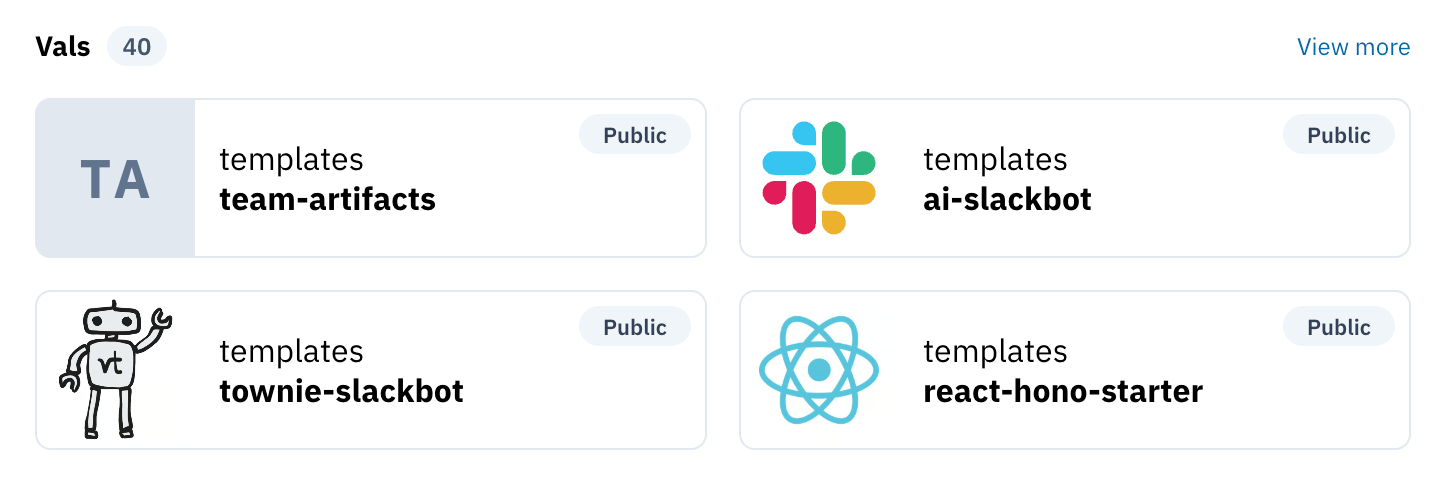 Vals 40 View more
TA
templates
team-artifacts
Public
templates
ai-slackbot
Public
vt
templates
townie-slackbot
Public
templates
react-hono-starter
Public